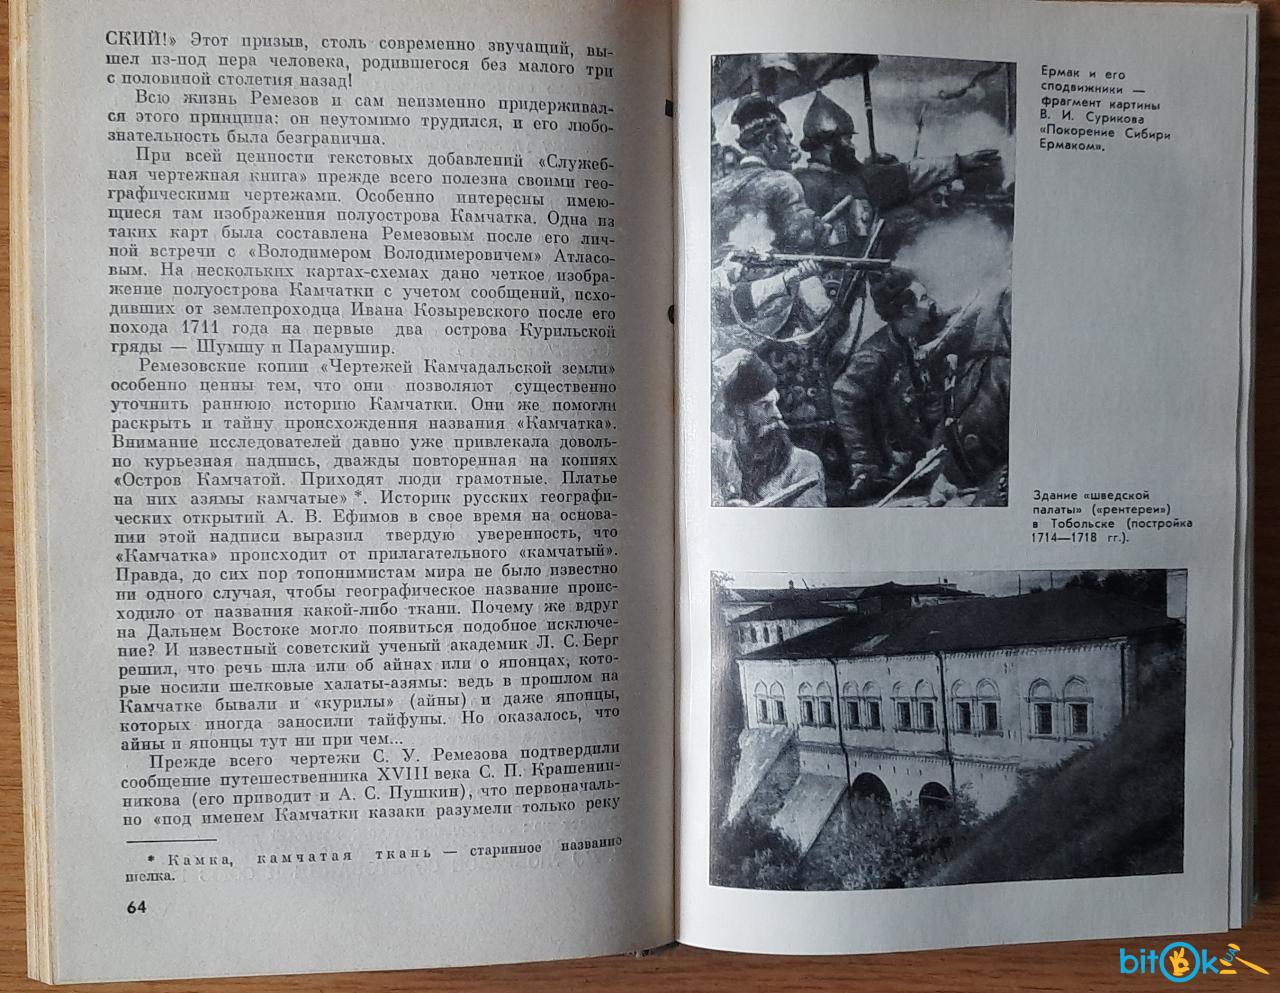 СКИЙ!» Этот призыв, столь современно звучащий, вы-
шел из-под пера человека, родившегося без малого три
с половиной столетия назад!
Всю жизнь Ремезов и сам неизменно придерживал-
ся этого принципа: он неутомимо трудился, и его любо-
знательность была безгранична.
При всей ценности текстовых добавлений «Служеб-
ная чертежная книга» прежде всего полезна своими гео-
графическими чертежами. Особенно интересны имею-
щиеся там изображения полуострова Камчатка. Одна из
таких карт была составлена Ремезовым после его лич-
ной встречи с «Володимером Володимеровичем» Атласо-
вым. На нескольких картах-схемах дано четкое изобра-
жение полуострова Камчатки с учетом сообщений, исхо-
дивших от землепроходца Ивана Козыревского после его
похода 1711 года на первые два острова Курильской
гряды — Шумшу и Парамушир.
Ремезовские копии «Чертежей Камчадальской земли»
особенно ценны тем, что они позволяют существенно
уточнить раннюю историю Камчатки. Они же помогли
раскрыть и тайну происхождения названия «Камчатка».
Внимание исследователей давно уже привлекала доволь-
но курьезная надпись, дважды повторенная на копиях
«Остров Камчатой. Приходят люди грамотные. Платье
на них азямы камчатые» *. Историк русских географи-
ческих открытий А. В. Ефимов в свое время на основа-
нии этой надписи выразил твердую уверенность, что
«Камчатка» происходит от прилагательного «камчатый».
Правда, до сих пор топонимистам мира не было известно
ни одного случая, чтобы географическое название проис-
ходило от названия какой-либо ткани. Почему же вдруг
на Дальнем Востоке могло появиться подобное исключе-
ние? И известный советский ученый академик Л. С. Берг
решил, что речь шла или об айнах или о японцах, кото-
рые носили шелковые халаты-азямы: ведь в прошлом на
Камчатке бывали и «курилы» (айны) и даже японцы,
которых иногда заносили тайфуны. Но оказалось, что
айны и японцы тут ни при чем...
Прежде всего чертежи С. У. Ремезова подтвердили
сообщение путешественника XVIII века С. П. Крашенин-
никова (его приводит и А. С. Пушкин), что первоначаль-
но «под именем Камчатки казаки разумели только реку
* Камка, камчатая ткань — старинное название
шелка.
64
Ермак и его
сподвижники —
фрагмент картины
В. И. Сурикова
«Покорение Сибири
Ермаком».
Здание «шведской
палаты» («рентереи»)
в Тобольске (постройка
1714—1718 гг.).
bitOk
UA